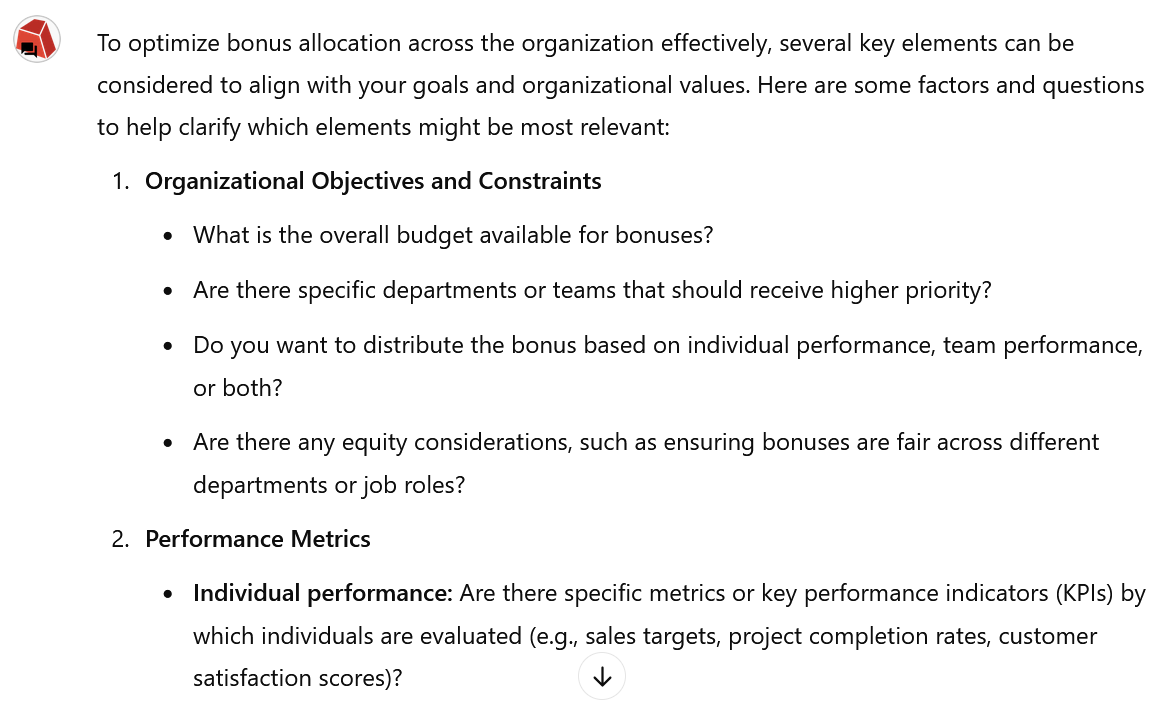 To optimize bonus allocation across the organization effectively, several key elements can be
considered to align with your goals and organizational values. Here are some factors and questions
to help clarify which elements might be most relevant:
1. Organizational Objectives and Constraints
• What is the overall budget available for bonuses?
• Are there specific departments or teams that should receive higher priority?
• Do you want to distribute the bonus based on individual performance, team performance,
or both?
• Are there any equity considerations, such as ensuring bonuses are fair across different
departments or job roles?
2. Performance Metrics
• Individual performance: Are there specific metrics or key performance indicators (KPIs) by
which individuals are evaluated (e.g., sales targets, project completion rates, customer
satisfaction scores)?